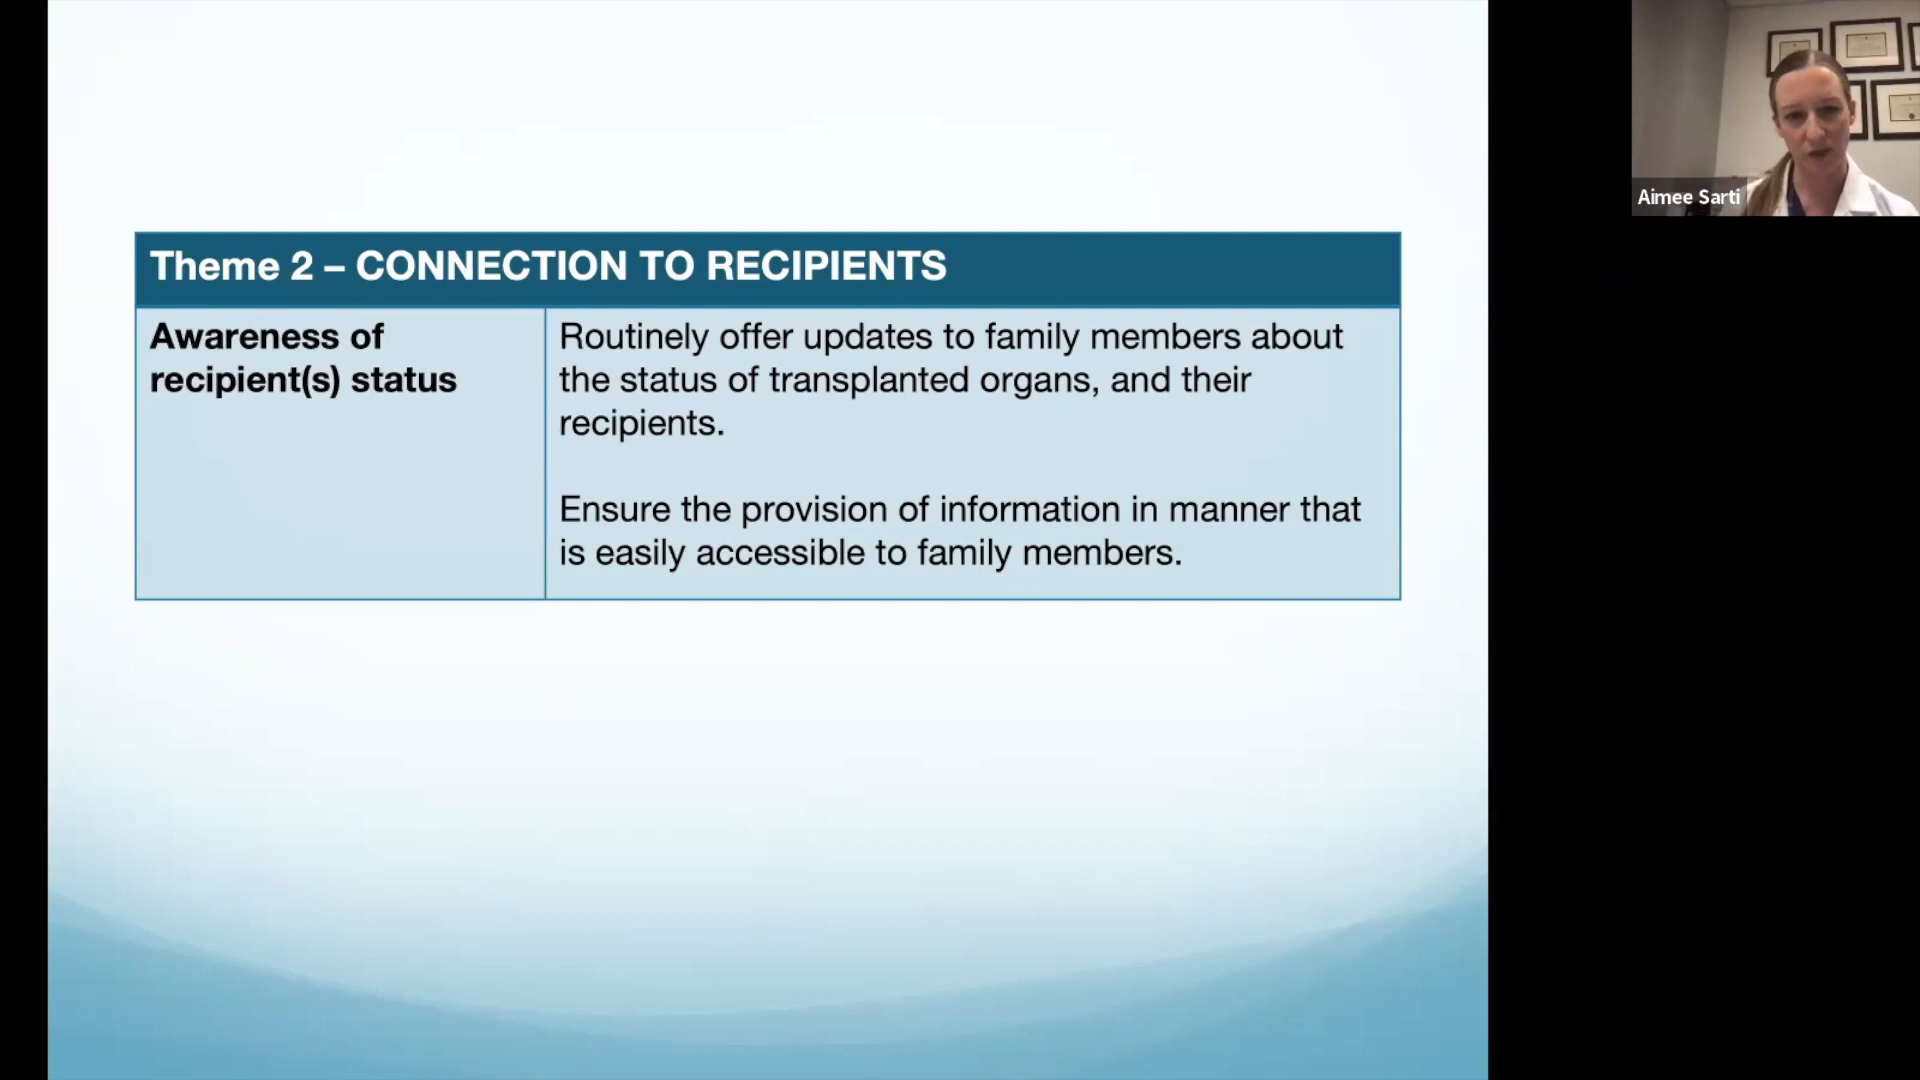 Theme 2 – CONNECTION TO RECIPIENTS
Awareness of
recipient(s) status
Routinely offer updates to family members about
the status of transplanted organs, and their
recipients.
Ensure the provision of information in manner that
is easily accessible to family members.
Aimee Sarti